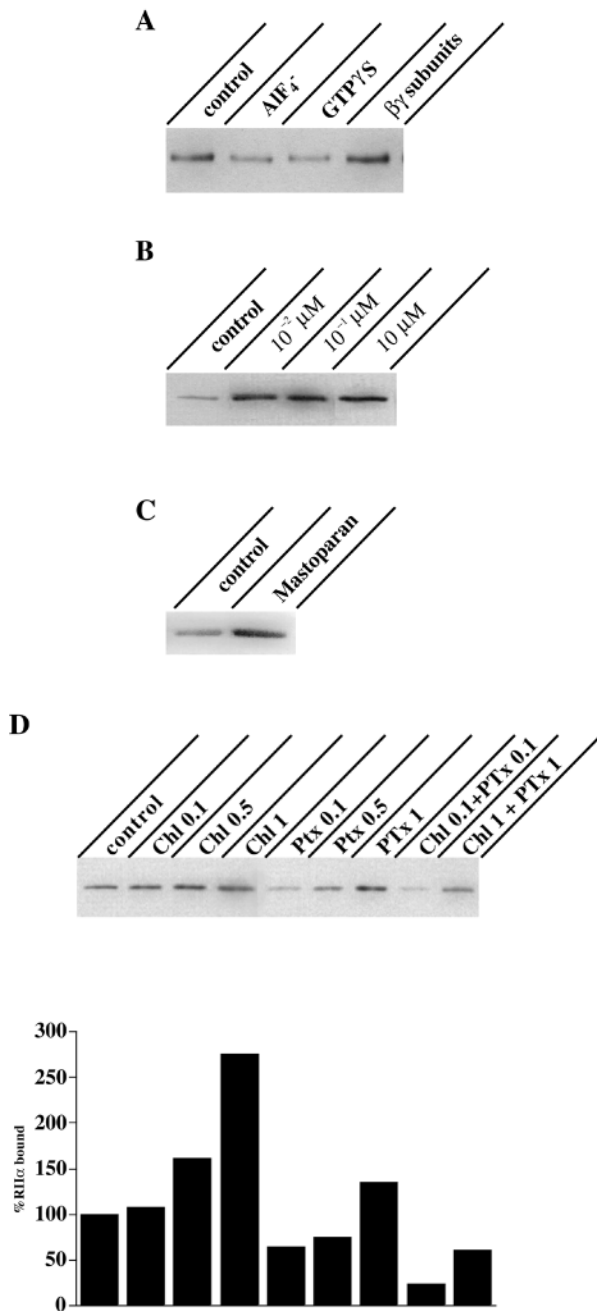 A
control
AlF₄⁻
GTPγS
βγ subunits
B
control
10⁻² μM
10⁻¹ μM
10 μM
C
control
Mastoparan
D
control
Chl 0.1
Chl 0.5
Chl 1
Ptx 0.1
Ptx 0.5
PTx 1
Chl 0.1+PTx 0.1
Chl 1 + PTx 1
300
250
200
150
100
50
0
%RIIα bound